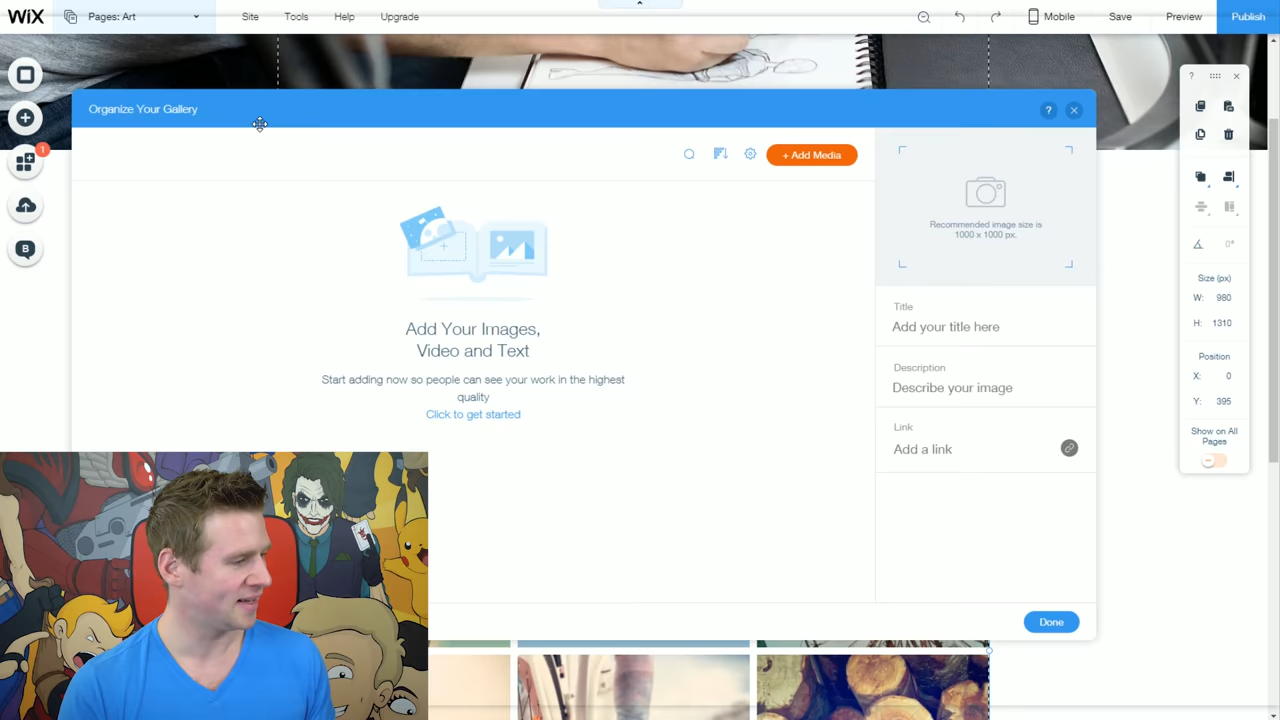 WiX
Pages: Art
Site
Tools
Help
Upgrade
Mobile
Save
Preview
Publish
Organize Your Gallery
?
+ Add Media
1
B
Add Your Images,
Video and Text
Start adding now so people can see your work in the highest
quality
Click to get started
Recommended image size is
1000 x 1000 px.
Title
Add your title here
Description
Describe your image
Link
Add a link
Done
?
0°
Size (px)
W: 980
H: 1310
Position
X: 0
Y: 395
Show on All
Pages